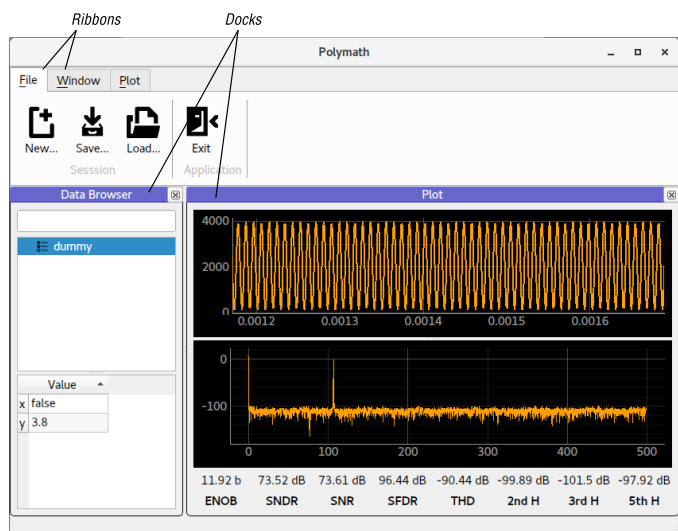 Ribbons Docks
Polymath
File Window Plot
New... Save... Load... Exit
Sesssion Application
Data Browser Plot
dummy
4000
2000
0
0.0012 0.0013 0.0014 0.0015 0.0016
0
-100
0 100 200 300 400 500
Value
x false
y 3.8
11.92 b 73.52 dB 73.61 dB 96.44 dB -90.44 dB -99.89 dB -101.5 dB -97.92 dB
ENOB SNDR SNR SFDR THD 2nd H 3rd H 5th H